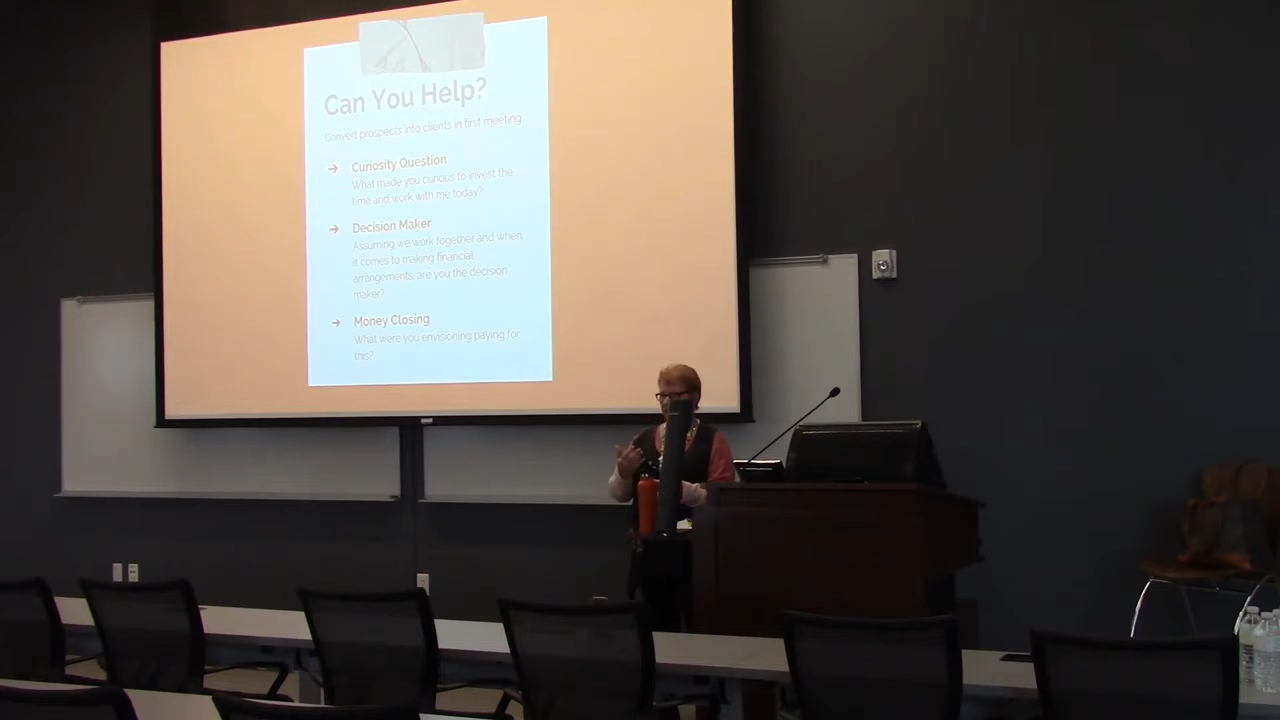 Can You Help?
Convert prospects into clients in first meeting
→ Curiosity Question
What made you curious to invest the
time and work with me today?
→ Decision Maker
Assuming we work together and when
it comes to making financial
arrangements, are you the decision
maker?
→ Money Closing
What were you envisioning paying for
this?